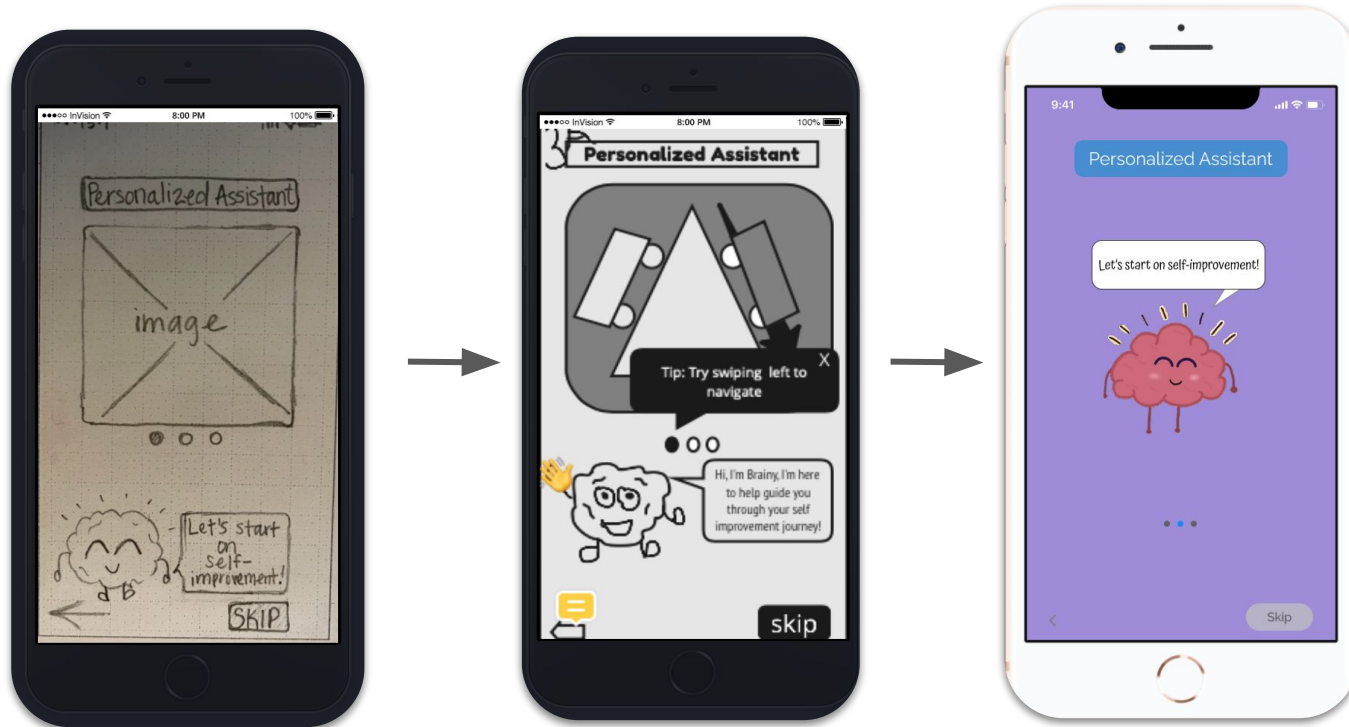 ●●●○○ InVision 8:00 PM 100%
Personalized Assistant
image
Let's start
on
self-
improvement!
SKIP
●●●○○ InVision 8:00 PM 100%
Personalized Assistant
X
Tip: Try swiping left to
navigate
Hi, I'm Brainy, I'm here
to help guide you
through your self
improvement journey!
skip
9:41
Personalized Assistant
Let's start on self-improvement!
Skip